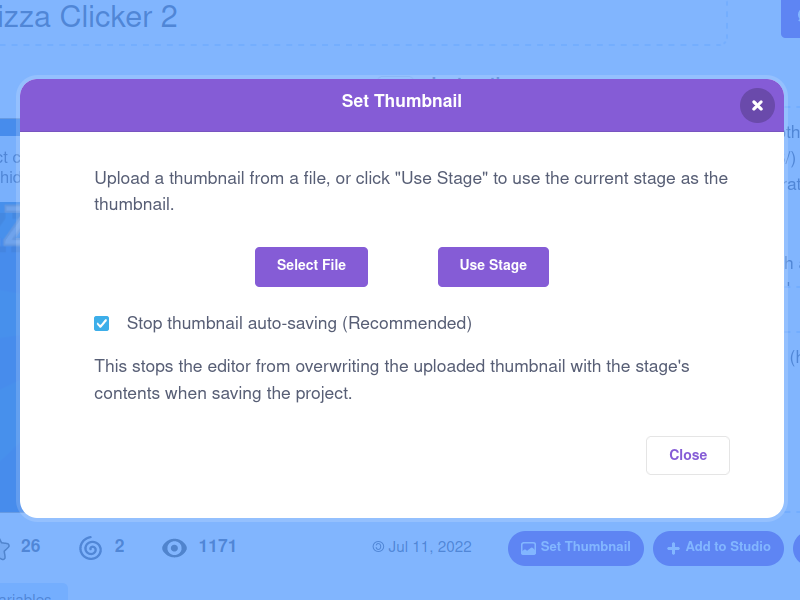 izza Clicker 2
Set Thumbnail
Upload a thumbnail from a file, or click "Use Stage" to use the current stage as the
thumbnail.
Select File
Use Stage
Stop thumbnail auto-saving (Recommended)
This stops the editor from overwriting the uploaded thumbnail with the stage's
contents when saving the project.
Close
26
2
1171
Jul 11, 2022
Set Thumbnail
Add to Studio